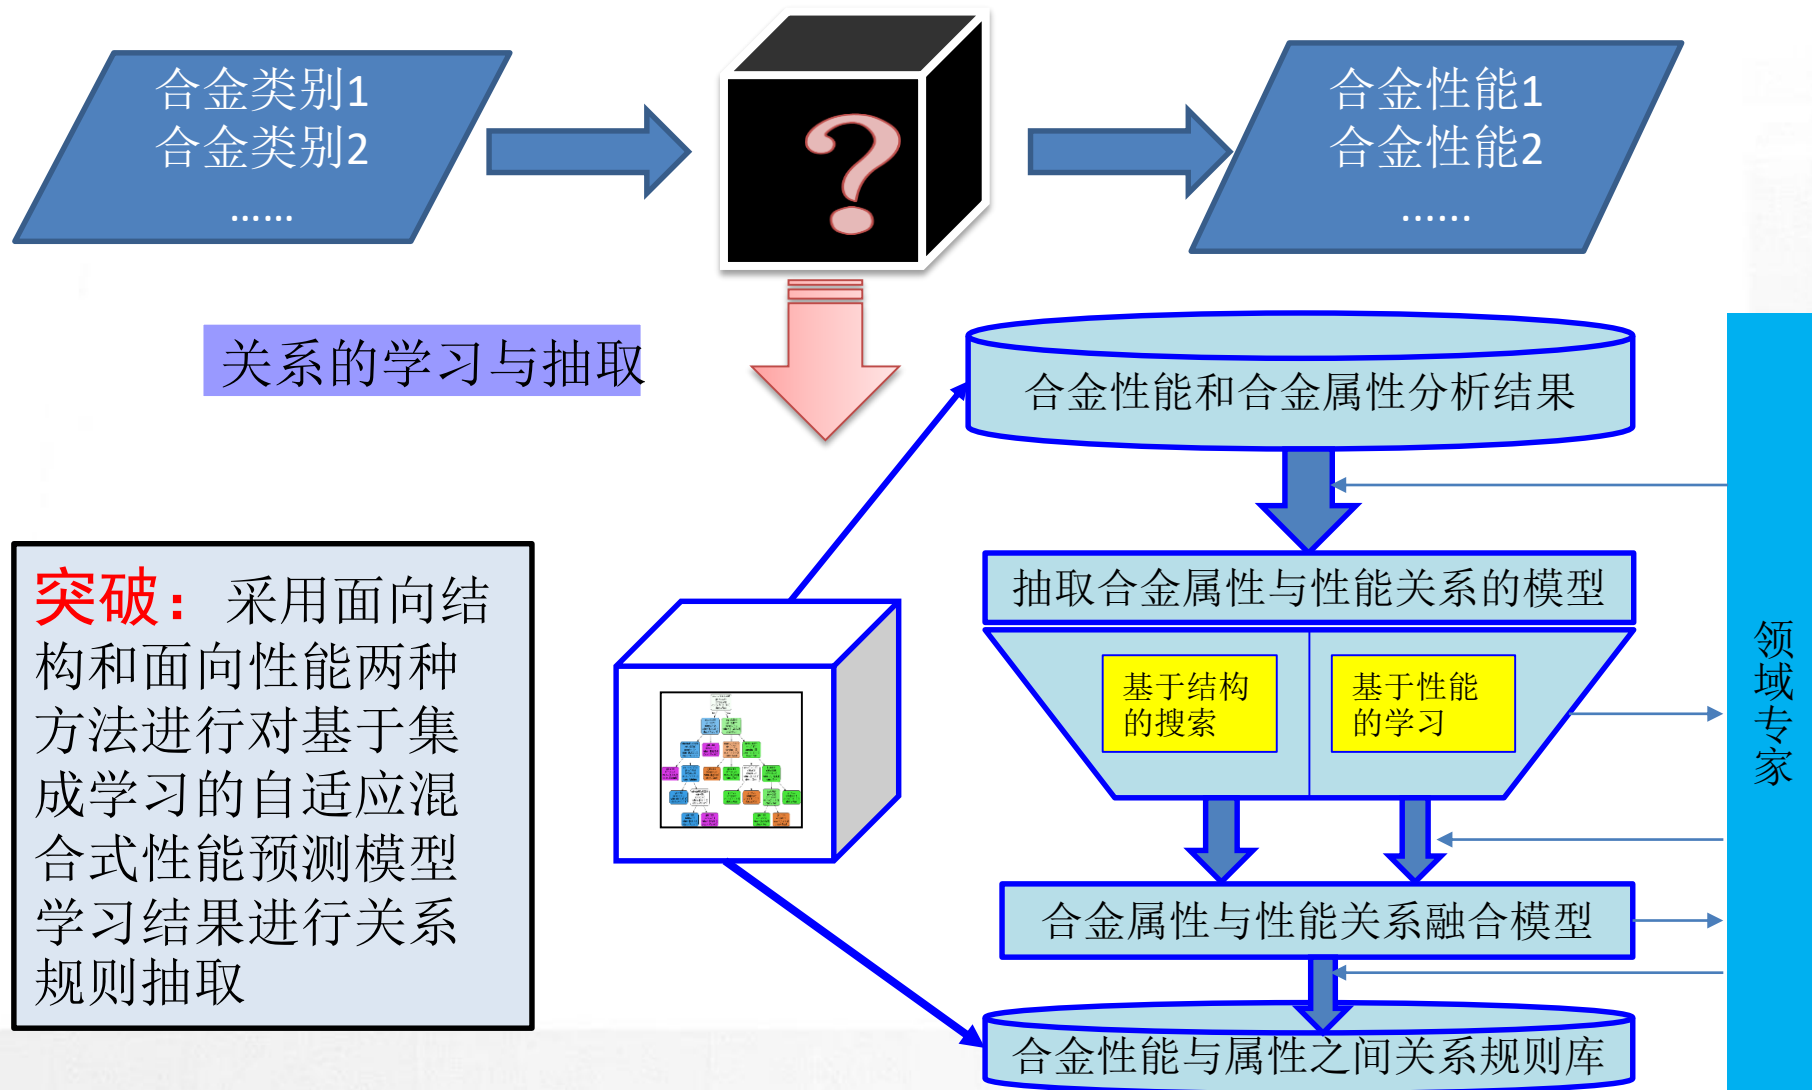 合金类别1
合金类别2
……
?
合金性能1
合金性能2
……
关系的学习与抽取
合金性能和合金属性分析结果
突破：采用面向结
构和面向性能两种
方法进行对基于集
成学习的自适应混
合式性能预测模型
学习结果进行关系
规则抽取
抽取合金属性与性能关系的模型
基于结构
的搜索
基于性能
的学习
合金属性与性能关系融合模型
合金性能与属性之间关系规则库
领域专家